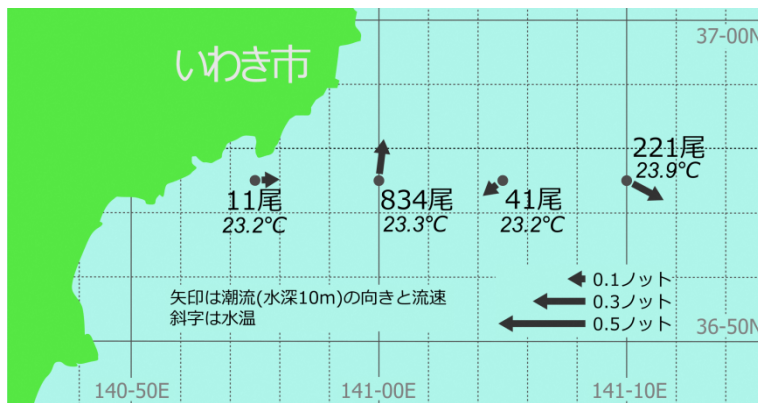 37-00N
いわき市
221尾
23.9℃
11尾
23.2℃
834尾
23.3℃
41尾
23.2℃
矢印は潮流(水深10m)の向きと流速
斜字は水温
0.1ノット
0.3ノット
0.5ノット
36-50N
140-50E
141-00E
141-10E